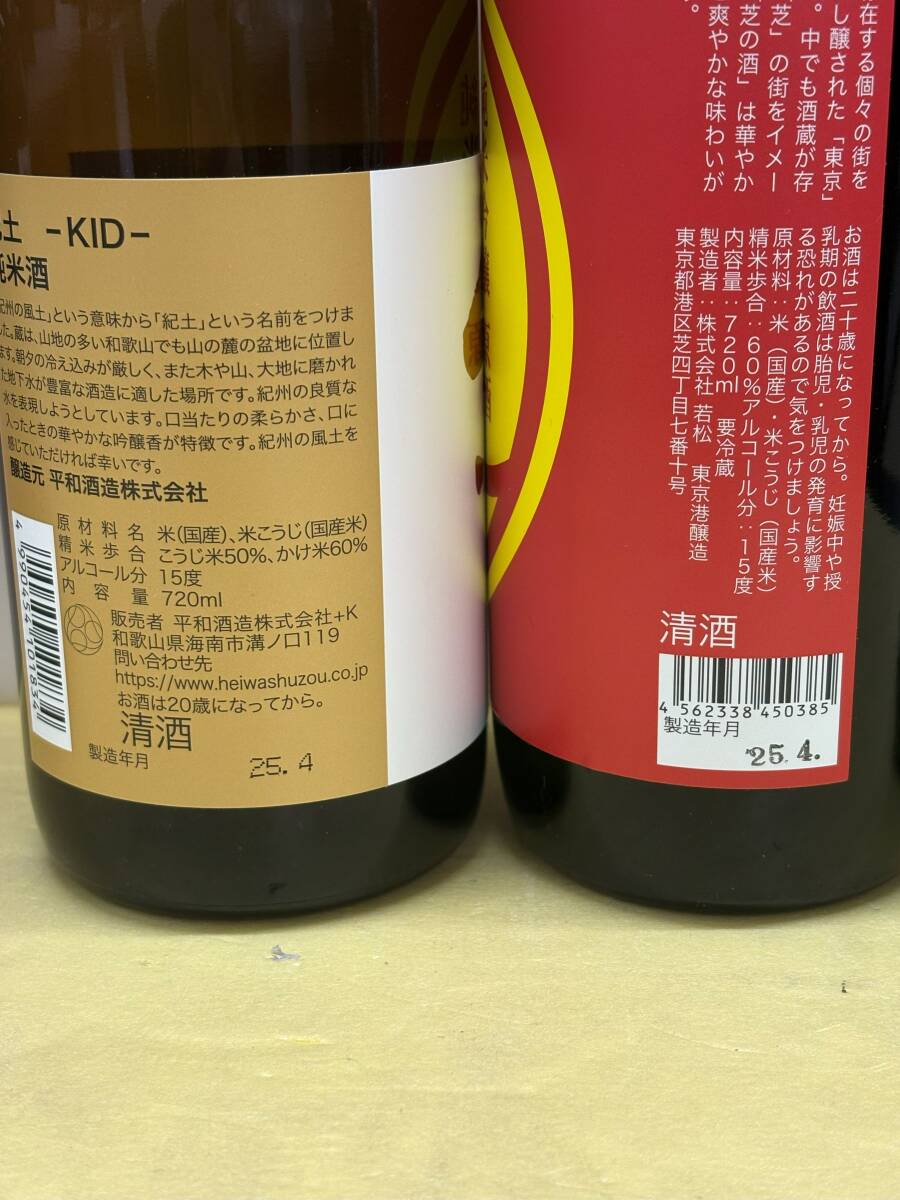 土 -KID-
純米酒
紀州の風土」という意味から「紀土」という名前をつけま
した。蔵は、山地の多い和歌山でも山の麓の盆地に位置し
ます。朝夕の冷え込みが厳しく、また木や山、大地に磨かれ
た地下水が豊富な酒造に適した場所です。紀州の良質な
水を表現しようとしています。口当たりの柔らかさ、口に
入ったときの華やかな吟醸香が特徴です。紀州の風土を
感じていただければ幸いです。
醸造元 平和酒造株式会社
原材料名 米(国産)、米こうじ(国産米)
精米歩合 こうじ米50%、かけ米60%
アルコール分 15度
内容量 720ml
販売者 平和酒造株式会社+K
和歌山県海南市溝ノ口119
問い合わせ先
https://www.heiwashuzou.co.jp
お酒は20歳になってから。
清酒
製造年月 25.4
4 990454 101834
在する個々の街を
し醸された「東京」
。中でも酒蔵が存
芝」の街をイメー
芝の酒」は華やか
爽やかな味わいが
す。
お酒は二十歳になってから。妊娠中や授
乳期の飲酒は胎児・乳児の発育に影響す
る恐れがあるので気をつけましょう。
原材料:米(国産)・米こうじ(国産米)
精米歩合:60%アルコール分:15度
内容量:720ml 要冷蔵
製造者:株式会社 若松 東京港醸造
東京都港区芝四丁目七番十号
清酒
4 562338 450385
製造年月
25.4.